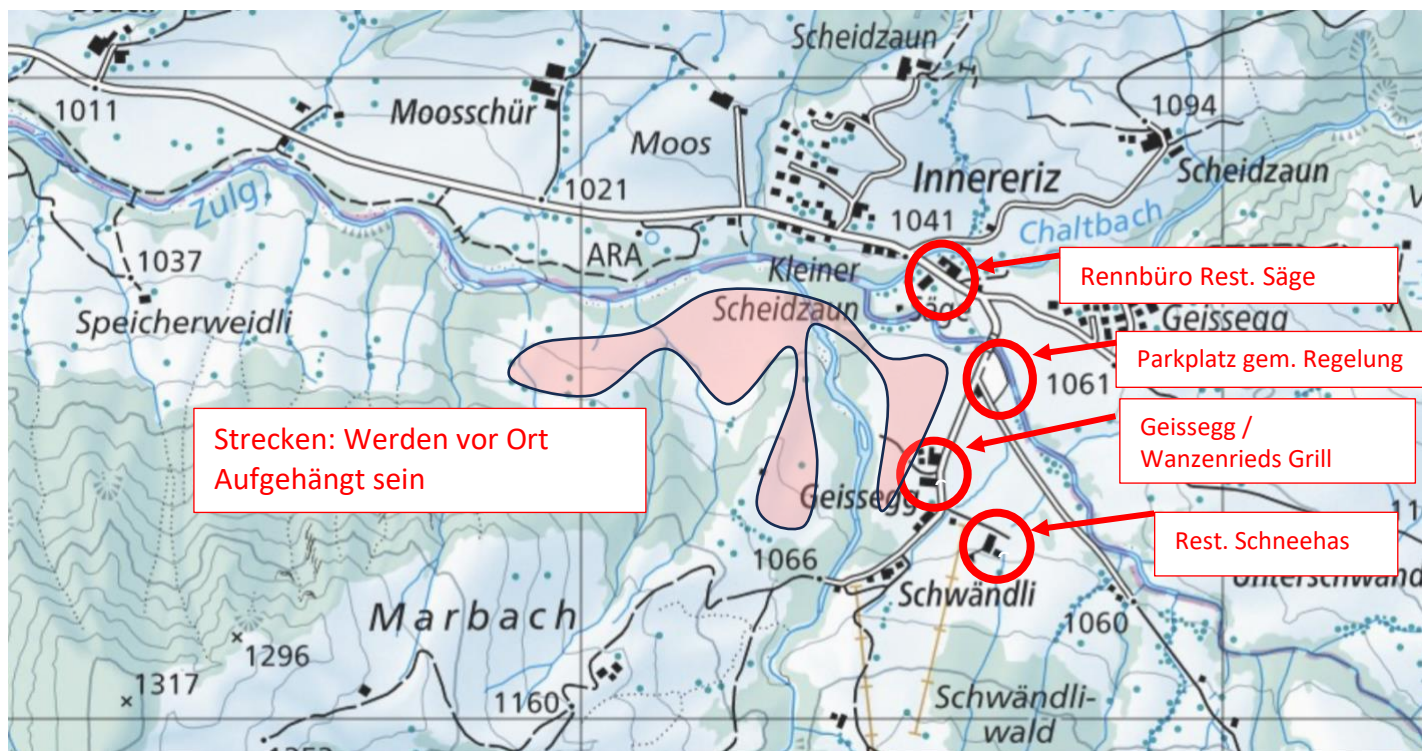 Scheidzaun
1011
Moosschür
Moos
1094
Innereriz
Scheidzaun
Zulg
1021
1041
Chaltbach
ARA
1037
Kleiner
Scheidzaun
Säge
Rennbüro Rest. Säge
Speicherweidli
Geissegg
Parkplatz gem. Regelung
1061
Strecken: Werden vor Ort
Aufgehängt sein
Geissegg /
Wanzenrieds Grill
Geissegg
1066
Rest. Schneehas
Schwändli
Marbach
1060
1296
1317
1160
Schwändli-
wald